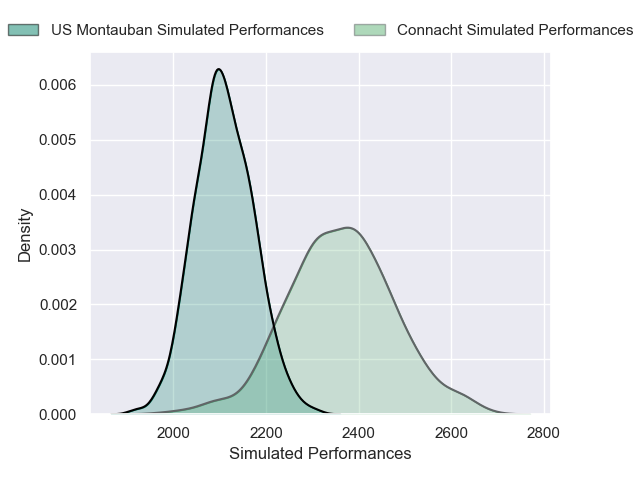 US Montauban Simulated Performances
Connacht Simulated Performances
0.006
0.005
0.004
0.003
0.002
0.001
0.000
Density
2000 2200 2400 2600 2800
Simulated Performances